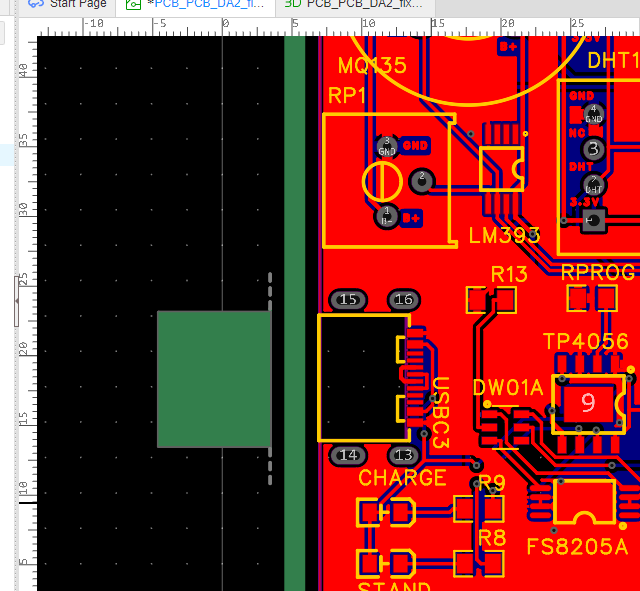 Start Page
*PCB_PCB_DA2_fi...
3D PCB_PCB_DA2_fix...
-10
-5
0
5
10
15
20
25
40
35
30
25
20
15
10
5
MQ135
B+
DHT1
RP1
GND
4
GND
3
GND
GND
NC
3
2
DHT
2
DHT
1
B+
B+
3.3V
1
LM393
R13
RPROG
15
16
TP4056
DW01A
9
USBC3
14
13
CHARGE
R9
R8
FS8205A
STAND